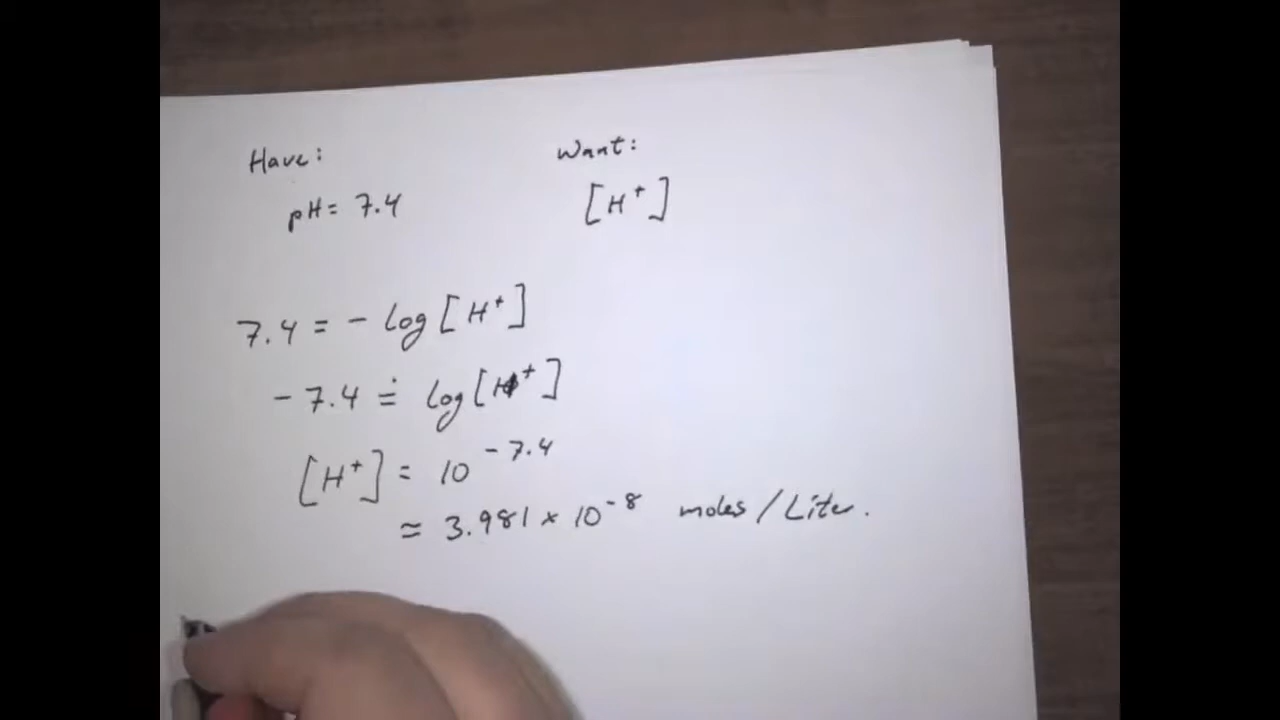 Have: Want:
pH = 7.4 [H⁺]
7.4 = - log [H⁺]
- 7.4 = log [H⁺]
[H⁺] = 10⁻⁷·⁴
≈ 3.981 × 10⁻⁸ moles/Liter.